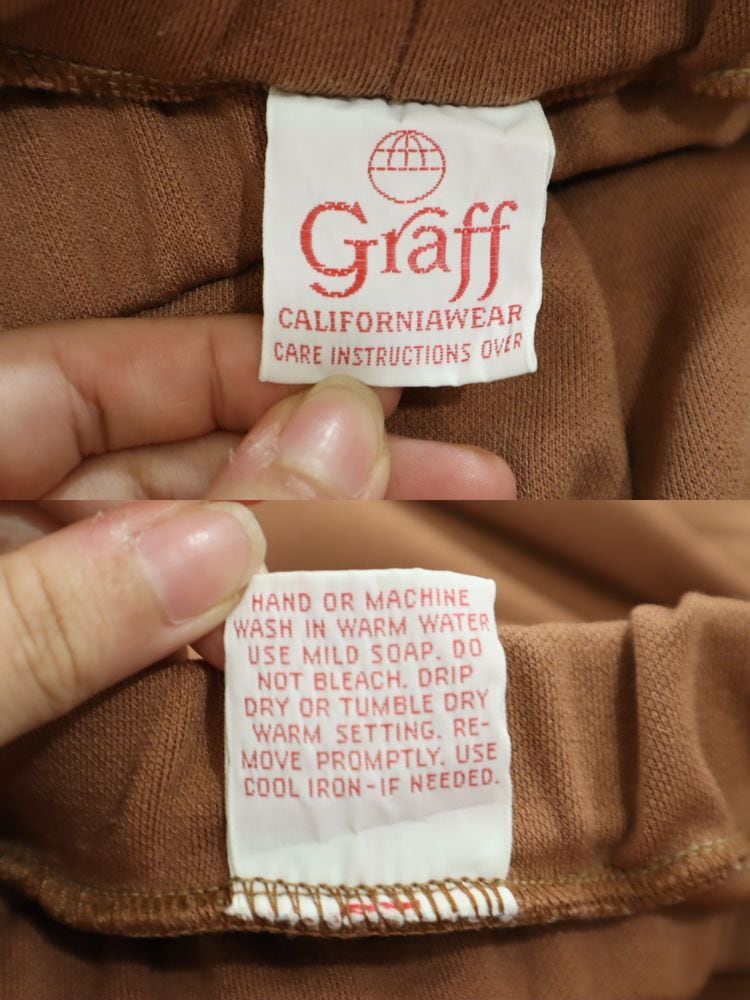 Graff
CALIFORNIAWEAR
CARE INSTRUCTIONS OVER
HAND OR MACHINE
WASH IN WARM WATER
USE MILD SOAP. DO
NOT BLEACH. DRIP
DRY OR TUMBLE DRY
WARM SETTING. RE-
MOVE PROMPTLY. USE
COOL IRON-IF NEEDED.